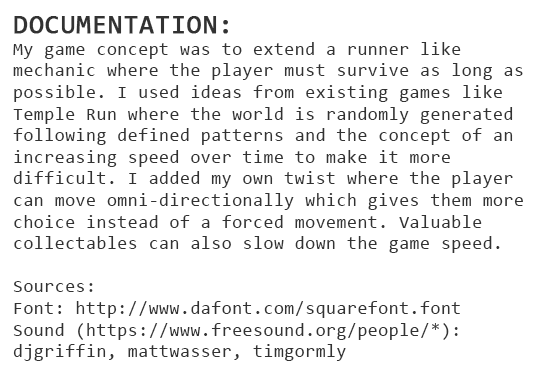 DOCUMENTATION:
My game concept was to extend a runner like
mechanic where the player must survive as long as
possible. I used ideas from existing games like
Temple Run where the world is randomly generated
following defined patterns and the concept of an
increasing speed over time to make it more
difficult. I added my own twist where the player
can move omni-directionally which gives them more
choice instead of a forced movement. Valuable
collectables can also slow down the game speed.

Sources:
Font: http://www.dafont.com/squarefont.font
Sound (https://www.freesound.org/people/*):
djgriffin, mattwasser, timgormly